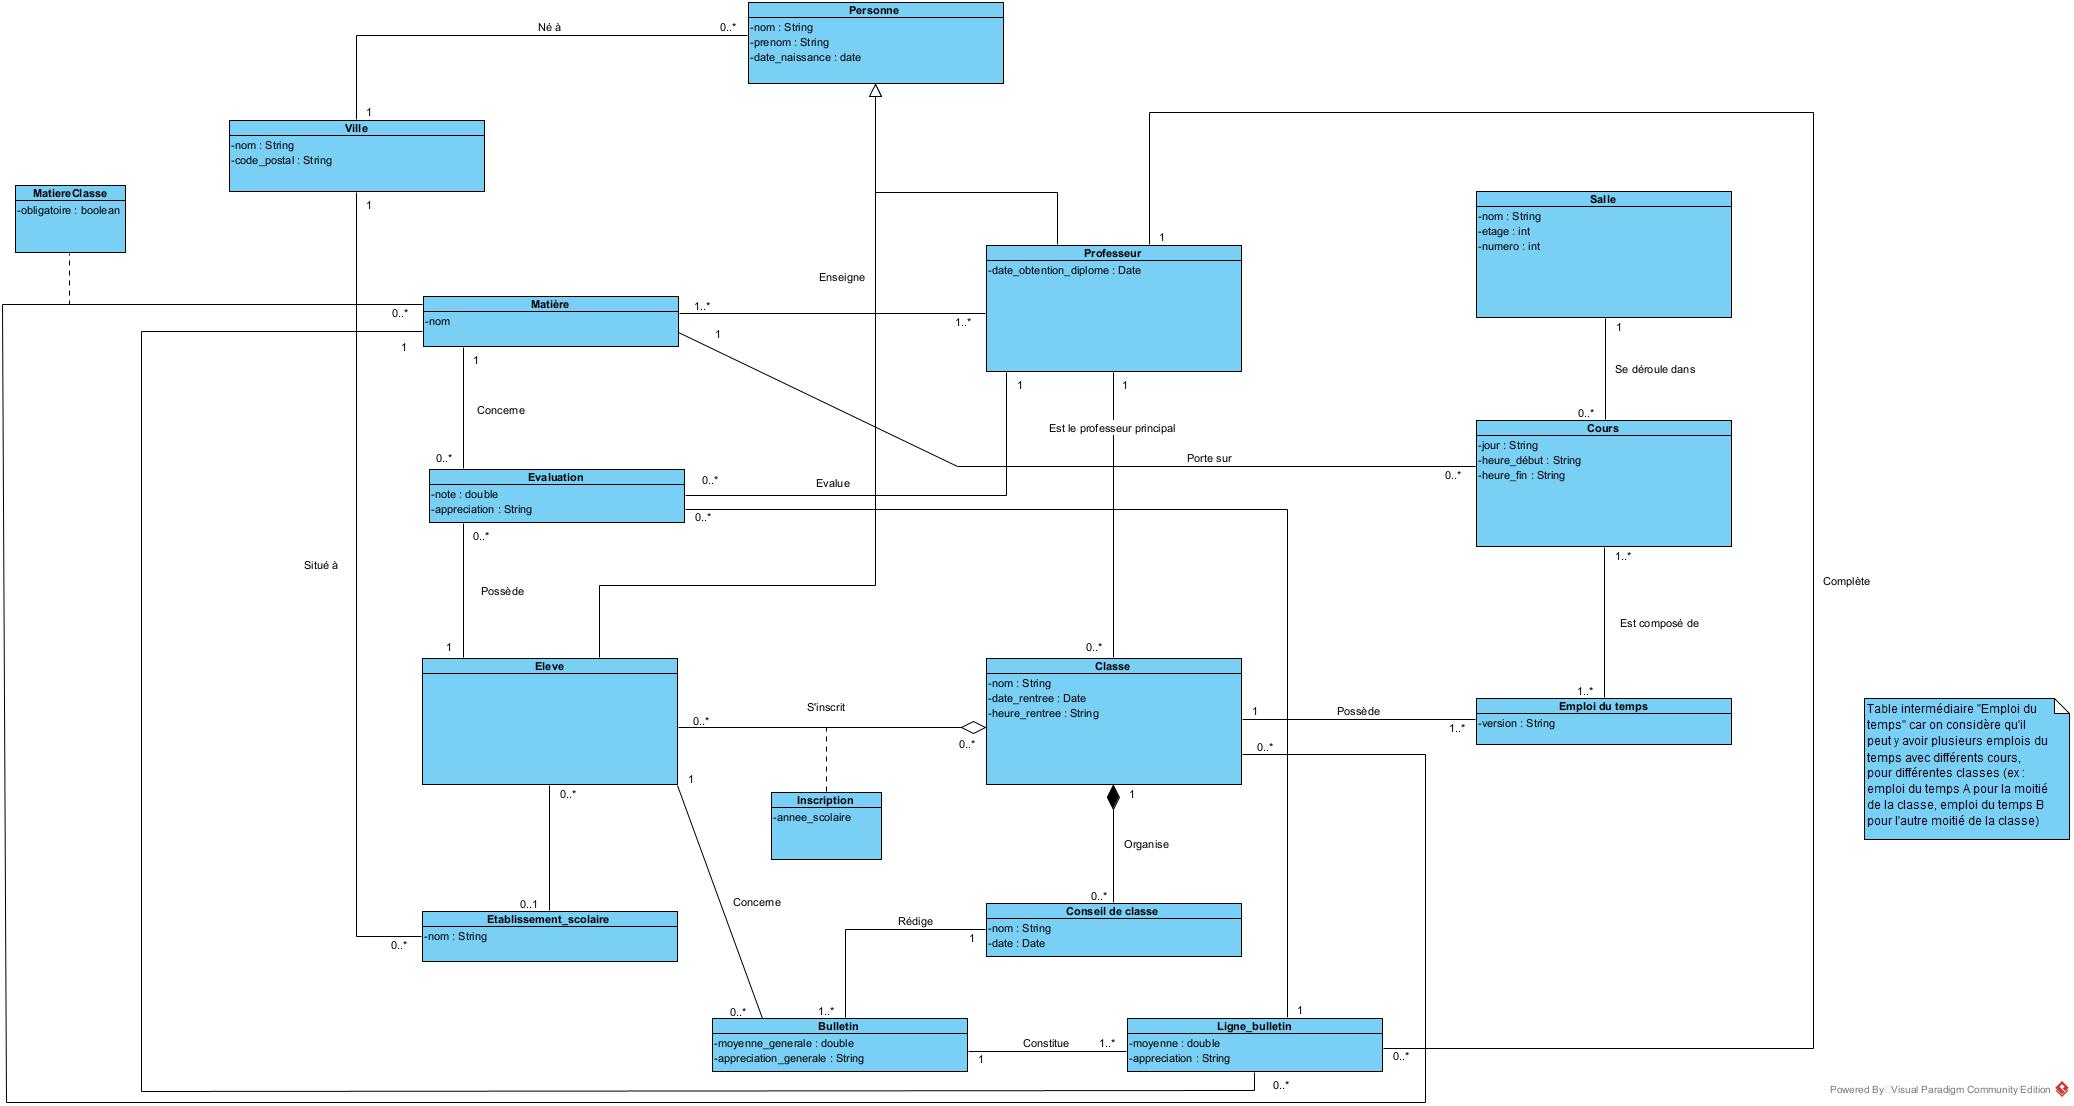 Personne
-nom : String
-prenom : String
-date_naissance : date
Né à
0..*
1
Ville
-nom : String
-code_postal : String
1
MatiereClasse
-obligatoire : boolean
Salle
-nom : String
-etage : int
-numero : int
1
1
Professeur
-date_obtention_diplome : Date
Enseigne
Matière
-nom
0..*
1
1
1..*
1
1..*
1
1
Se déroule dans
0..*
Concerne
0..*
Est le professeur principal
Cours
-jour : String
-heure_début : String
-heure_fin : String
Porte sur
0..*
Evaluation
-note : double
-appreciation : String
0..*
Evalue
0..*
0..*
1..*
Situé à
Possède
1
Complète
Est composé de
1..*
0..*
Eleve
Classe
-nom : String
-date_rentree : Date
-heure_rentree : String
S'inscrit
0..*
0..*
1
Possède
1..*
0..*
Emploi du temps
-version : String
Table intermédiaire "Emploi du
temps" car on considère qu'il
peut y avoir plusieurs emplois du
temps avec différents cours,
pour différentes classes (ex :
emploi du temps A pour la moitié
de la classe, emploi du temps B
pour l'autre moitié de la classe)
1
0..*
Inscription
-annee_scolaire
1
Organise
0..*
Concerne
0..1
Etablissement_scolaire
-nom : String
0..*
Rédige
1
Conseil de classe
-nom : String
-date : Date
0..*
1..*
1
Bulletin
-moyenne_generale : double
-appreciation_generale : String
1
Constitue
1..*
Ligne_bulletin
-moyenne : double
-appreciation : String
0..*
0..*
Powered By Visual Paradigm Community Edition